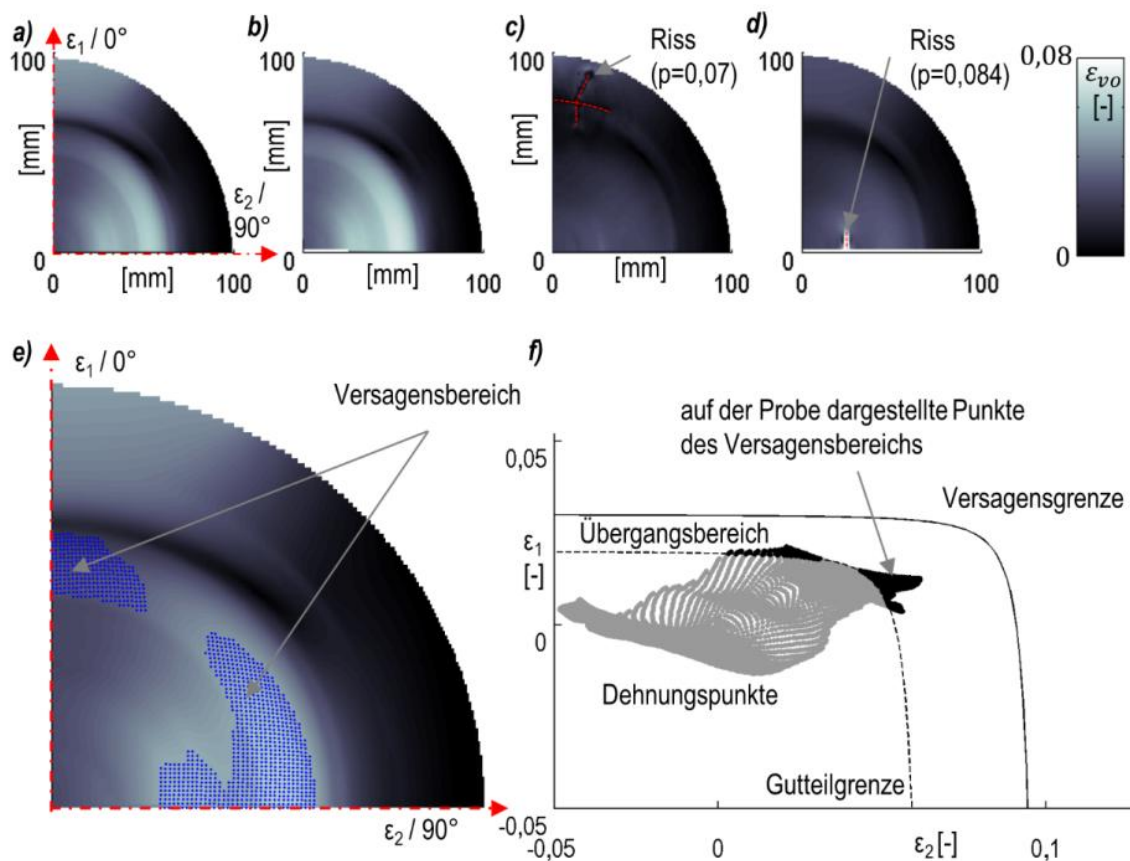 a)
ε₁ / 0°
100
[mm]
0
ε₂ /
90°
[mm]
0
100
b)
100
[mm]
0
[mm]
0
100
c)
Riss
(p=0,07)
100
[mm]
0
[mm]
0
100
d)
Riss
(p=0,084)
100
[mm]
0
0
100
0,08
ε_vo
[-]
0
e)
ε₁ / 0°
Versagensbereich
ε₂ / 90°
f)
auf der Probe dargestellte Punkte
des Versagensbereichs
0,05
Versagensgrenze
Übergangsbereich
ε₁
[-]
0
Dehnungspunkte
Gutteilgrenze
-0,05
-0,05
0
ε₂ [-]
0,1